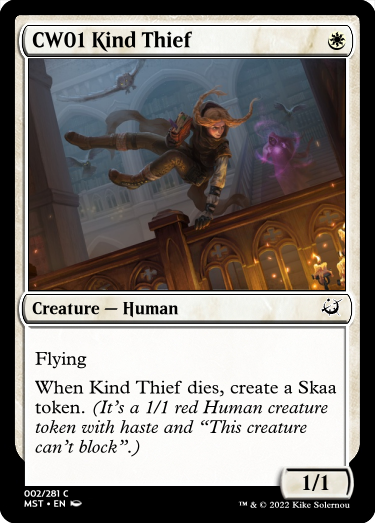 CW01 Kind Thief
Creature — Human
Flying
When Kind Thief dies, create a Skaa
token. (It's a 1/1 red Human creature
token with haste and “This creature
can't block”.)
1/1
002/281 C
MST • EN
™ & © 2022 Kike Solernou